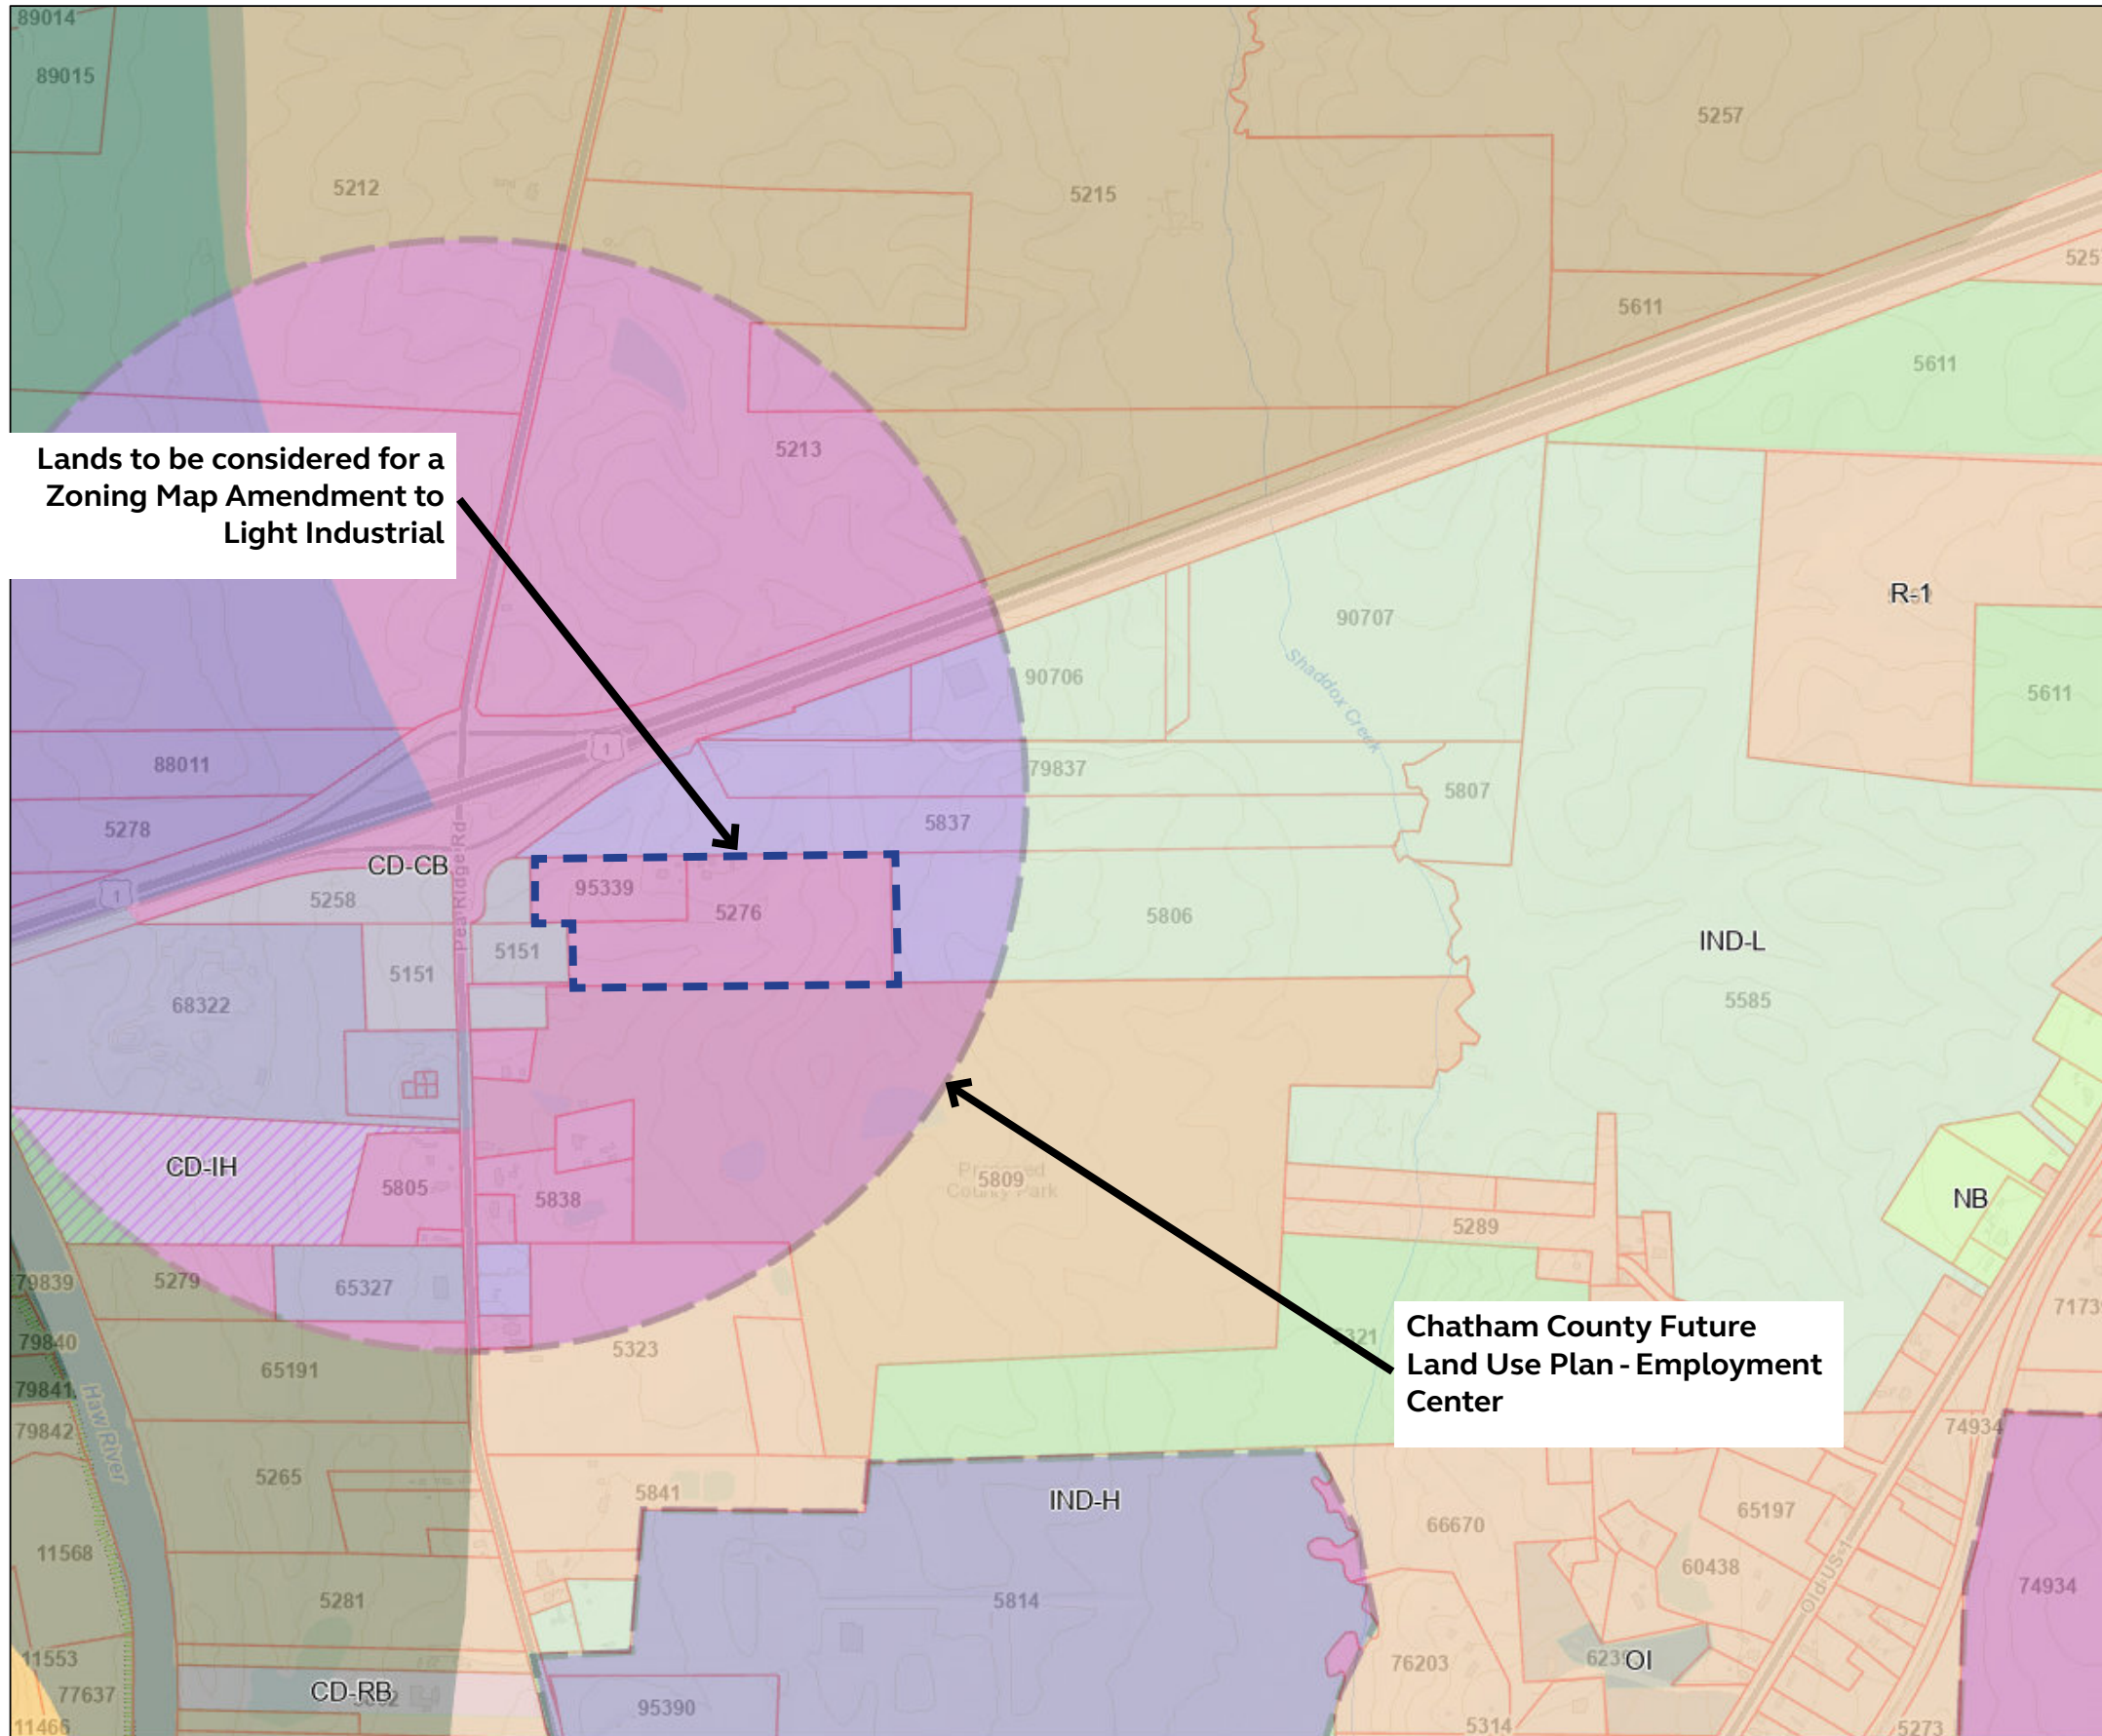 89014
89015
5212
5215
5257
525
5611
5611
5213
Lands to be considered for a
Zoning Map Amendment to
Light Industrial
90707
R-1
90706
5611
Shaddox Creek
1
88011
79837
5807
5278
5837
Pea Ridge Rd
CD-CB
95339
1
5258
5276
5806
IND-L
5151
5151
68322
5585
CD-IH
5805
5838
Proposed
County Park
5809
NB
5289
79839
5279
65327
7173
79840
5323
5321
Chatham County Future
Land Use Plan - Employment
Center
65191
79841
Haw River
79842
74934
5265
5841
IND-H
65197
66670
11568
60438
5281
5814
Old US 1
74934
11553
OI
76203
77637
CD-RB
95390
11466
5314
5273